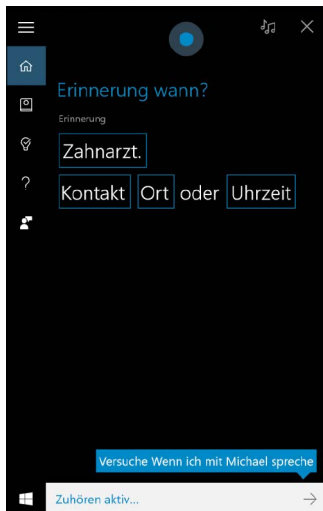 Erinnerung wann?
Erinnerung
Zahnarzt.
Kontakt Ort oder Uhrzeit
Versuche Wenn ich mit Michael spreche
Zuhören aktiv...